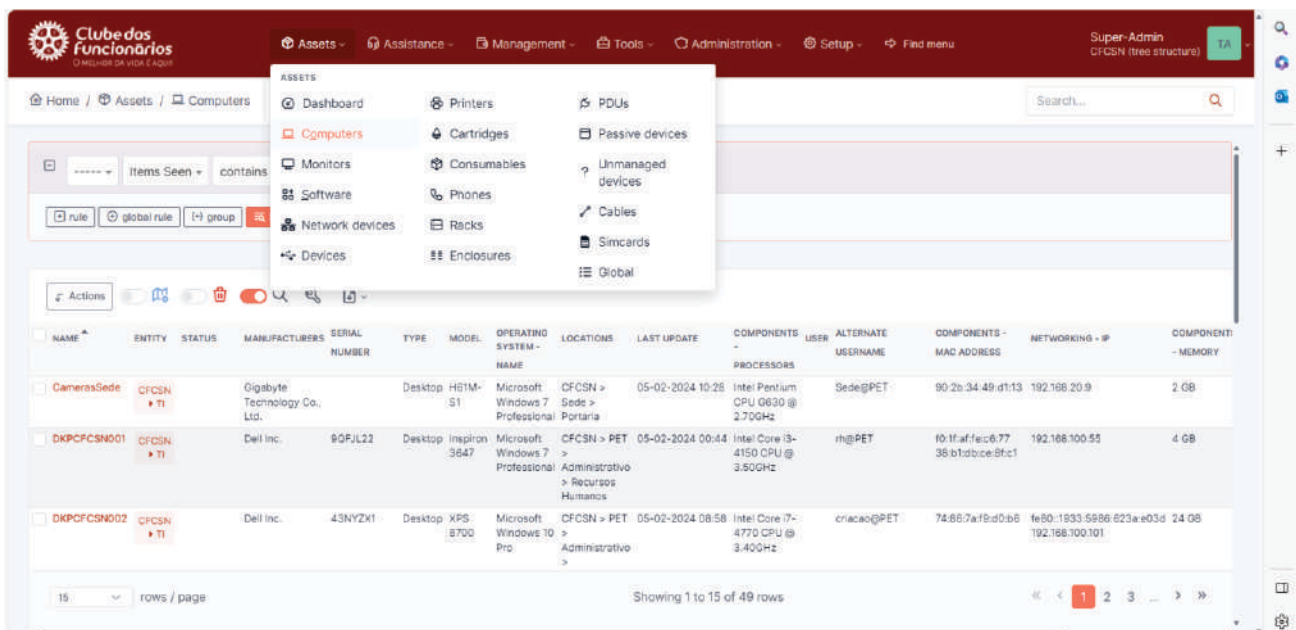 Clube dos
Funcionários
O MELHOR DA VIDA É AQUI!
Assets
Assistance
Management
Tools
Administration
Setup
Find menu
Super-Admin
CFCSN (tree structure)
TA
Home / Assets / Computers
ASSETS
Dashboard
Printers
PDUs
Computers
Cartridges
Passive devices
Monitors
Consumables
Unmanaged
devices
Software
Phones
Cables
Network devices
Racks
Simcards
Devices
Enclosures
Global
Search...
----- Items Seen contains
rule global rule (+) group
Actions
NAME ENTITY STATUS MANUFACTURERS SERIAL NUMBER TYPE MODEL OPERATING SYSTEM - NAME LOCATIONS LAST UPDATE COMPONENTS - PROCESSORS USER ALTERNATE USERNAME COMPONENTS - MAC ADDRESS NETWORKING - IP COMPONENT - MEMORY
CamerasSede CFCSN Gigabyte Desktop H61M- Microsoft CFCSN > 05-02-2024 10:28 Intel Pentium Sede@PET 90:2b:34:49:d1:13 192.168.20.9 2 GB
TI Technology Co., S1 Windows 7 Sede > CPU G630 @
Ltd. Professional Portaria 2.70GHz
DKPCFCSN001 CFCSN Dell Inc. 9QFJL22 Desktop Inspiron Microsoft CFCSN > PET 05-02-2024 00:44 Intel Core i3- rh@PET f0:1f:af:fe:c6:77 192.168.100.55 4 GB
TI 3647 Windows 7 > 4150 CPU @ 38:b1:db:ce:8f:c1
Professional Administrativo 3.50GHz
> Recursos
Humanos
DKPCFCSN002 CFCSN Dell Inc. 43NYZX1 Desktop XPS Microsoft CFCSN > PET 05-02-2024 08:58 Intel Core i7- criacao@PET 74:86:7a:f9:d0:b6 fe80::1933:5986:623a:e03d 24 GB
TI 8700 Windows 10 > 4770 CPU @ 192.168.100.101
Pro Administrativo 3.40GHz
>
15 rows / page
Showing 1 to 15 of 49 rows
« ‹ 1 2 3 ... › »